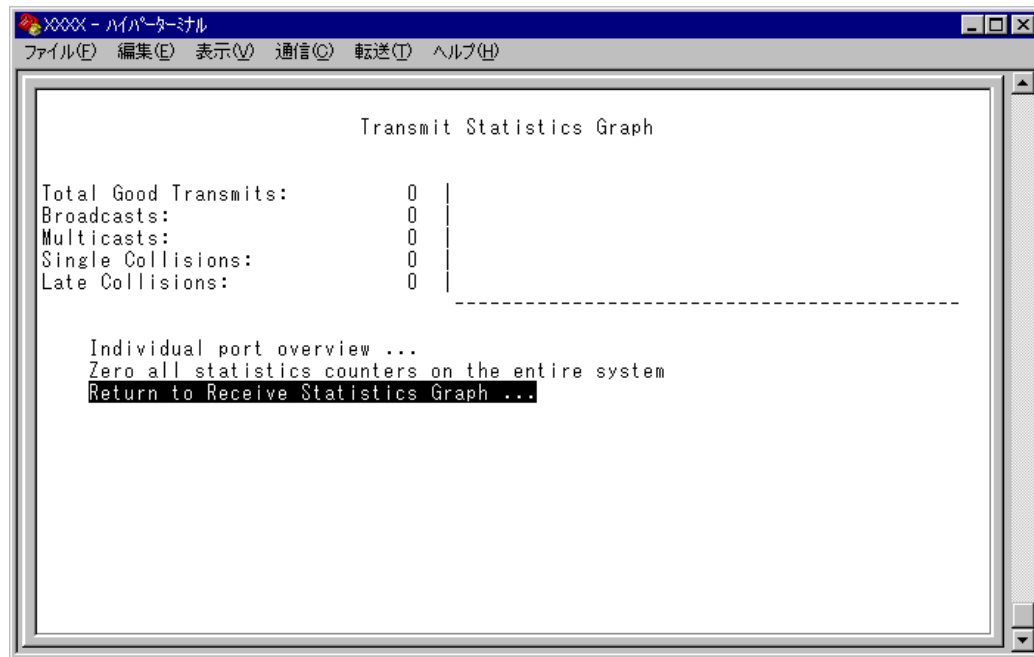 XXXX - ﾊｲﾊﾟｰﾀｰﾐﾅﾙ
ファイル(F) 編集(E) 表示(V) 通信(C) 転送(T) ヘルプ(H)
Transmit Statistics Graph
Total Good Transmits: 0 |
Broadcasts: 0 |
Multicasts: 0 |
Single Collisions: 0 |
Late Collisions: 0 |
-------------------------------------------
Individual port overview ...
Zero all statistics counters on the entire system
Return to Receive Statistics Graph ...